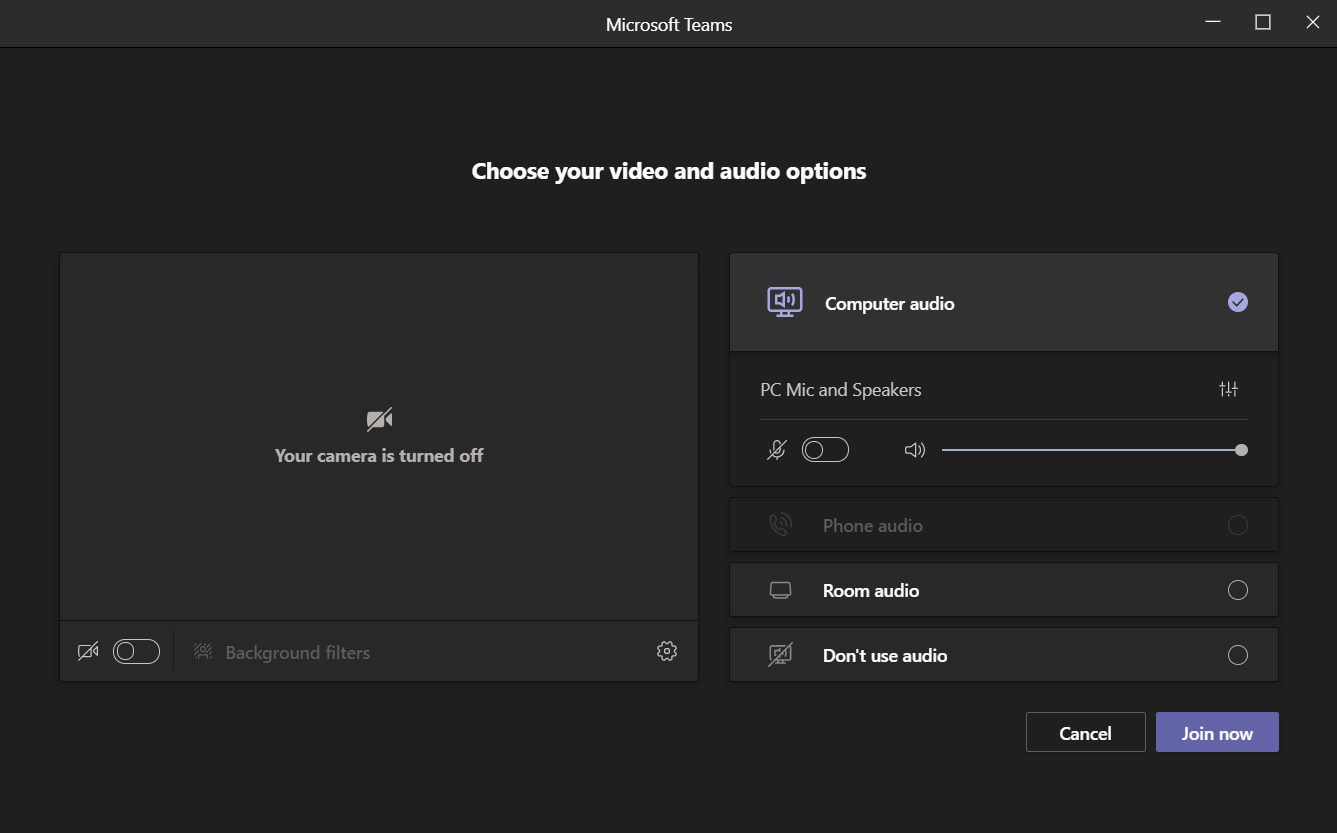 Microsoft Teams
Choose your video and audio options
Your camera is turned off
Background filters
Computer audio
PC Mic and Speakers
Phone audio
Room audio
Don't use audio
Cancel
Join now